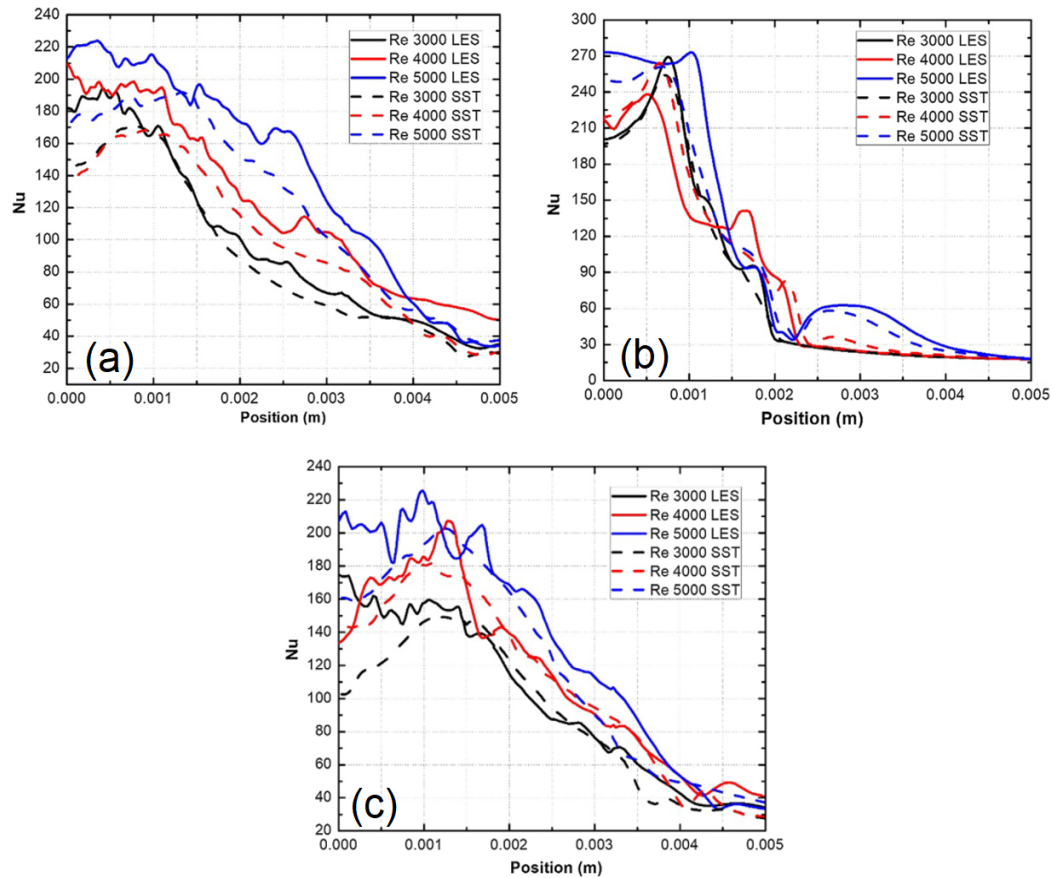 (a)
Nu
240
220
200
180
160
140
120
100
80
60
40
20
0.000 0.001 0.002 0.003 0.004 0.005
Position (m)
Re 3000 LES
Re 4000 LES
Re 5000 LES
Re 3000 SST
Re 4000 SST
Re 5000 SST
(b)
Nu
300
270
240
210
180
150
120
90
60
30
0
0.000 0.001 0.002 0.003 0.004 0.005
Position (m)
Re 3000 LES
Re 4000 LES
Re 5000 LES
Re 3000 SST
Re 4000 SST
Re 5000 SST
(c)
Nu
240
220
200
180
160
140
120
100
80
60
40
20
0.000 0.001 0.002 0.003 0.004 0.005
Position (m)
Re 3000 LES
Re 4000 LES
Re 5000 LES
Re 3000 SST
Re 4000 SST
Re 5000 SST